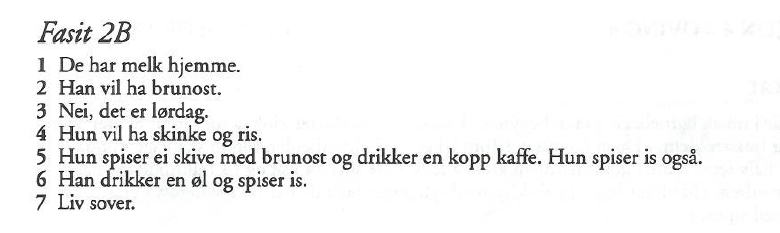 Fasit 2B
1 De har melk hjemme.
2 Han vil ha brunost.
3 Nei, det er lørdag.
4 Hun vil ha skinke og ris.
5 Hun spiser ei skive med brunost og drikker en kopp kaffe. Hun spiser is også.
6 Han drikker en øl og spiser is.
7 Liv sover.